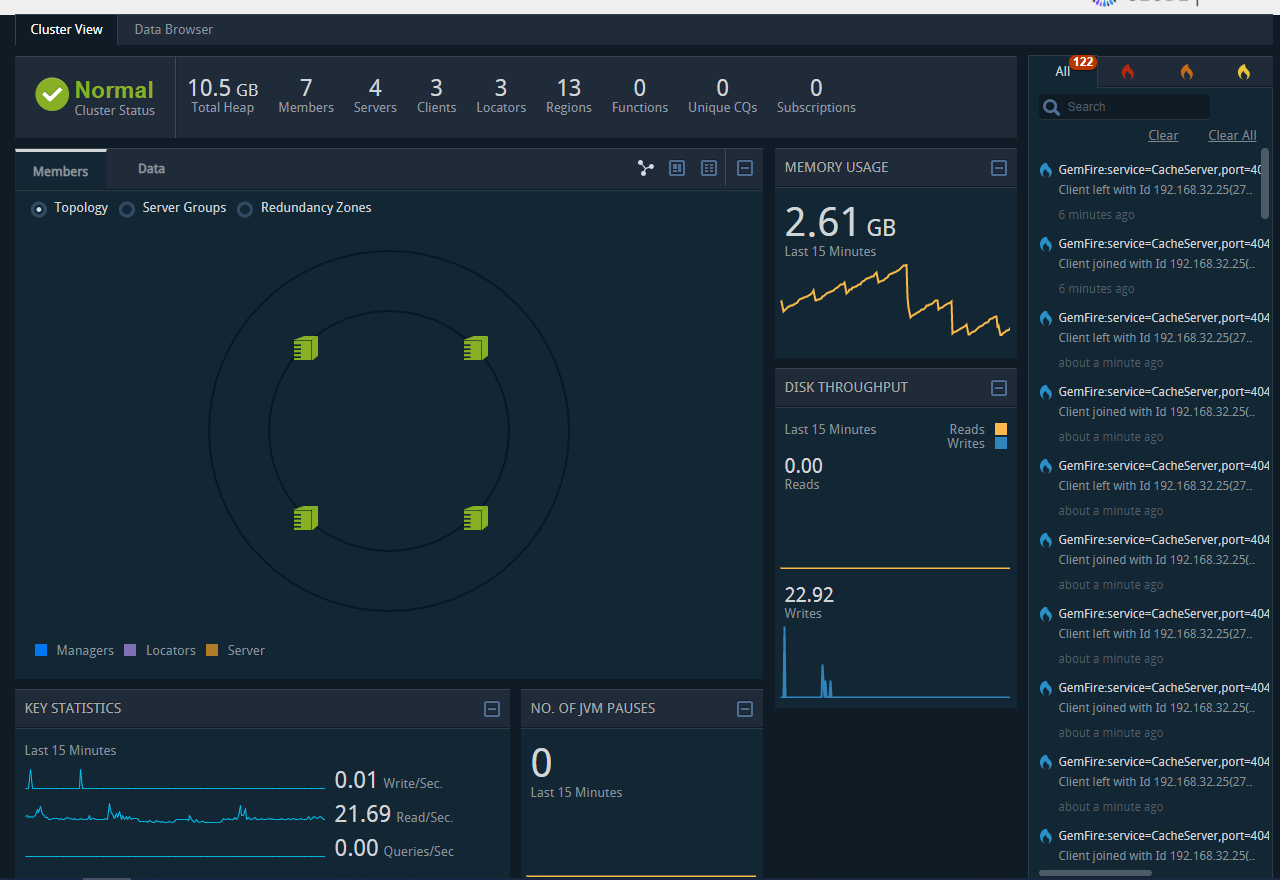 Cluster View Data Browser
Normal
Cluster Status
10.5 GB
Total Heap
7
Members
4
Servers
3
Clients
3
Locators
13
Regions
0
Functions
0
Unique CQs
0
Subscriptions
All 122
Search
Clear Clear All
GemFire:service=CacheServer,port=40
Client left with Id 192.168.32.25(27..
6 minutes ago
GemFire:service=CacheServer,port=404
Client joined with Id 192.168.32.25(..
6 minutes ago
GemFire:service=CacheServer,port=404
Client left with Id 192.168.32.25(27..
about a minute ago
GemFire:service=CacheServer,port=404
Client joined with Id 192.168.32.25(..
about a minute ago
GemFire:service=CacheServer,port=404
Client left with Id 192.168.32.25(27..
about a minute ago
GemFire:service=CacheServer,port=404
Client joined with Id 192.168.32.25(..
about a minute ago
GemFire:service=CacheServer,port=404
Client left with Id 192.168.32.25(27..
about a minute ago
GemFire:service=CacheServer,port=404
Client joined with Id 192.168.32.25(..
about a minute ago
GemFire:service=CacheServer,port=404
Client left with Id 192.168.32.25(27..
about a minute ago
GemFire:service=CacheServer,port=404
Client joined with Id 192.168.32.25(..
Members Data
Topology Server Groups Redundancy Zones
Managers Locators Server
MEMORY USAGE
2.61 GB
Last 15 Minutes
DISK THROUGHPUT
Last 15 Minutes Reads
Writes
0.00
Reads
22.92
Writes
KEY STATISTICS
Last 15 Minutes
0.01 Write/Sec.
21.69 Read/Sec.
0.00 Queries/Sec
NO. OF JVM PAUSES
0
Last 15 Minutes